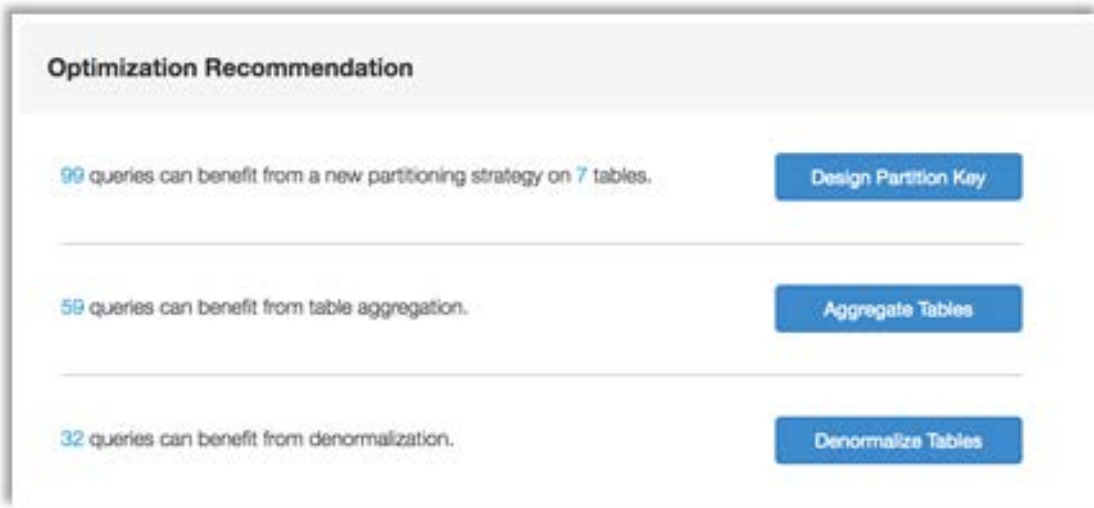 Optimization Recommendation
99 queries can benefit from a new partitioning strategy on 7 tables.
Design Partition Key
59 queries can benefit from table aggregation.
Aggregate Tables
32 queries can benefit from denormalization.
Denormalize Tables